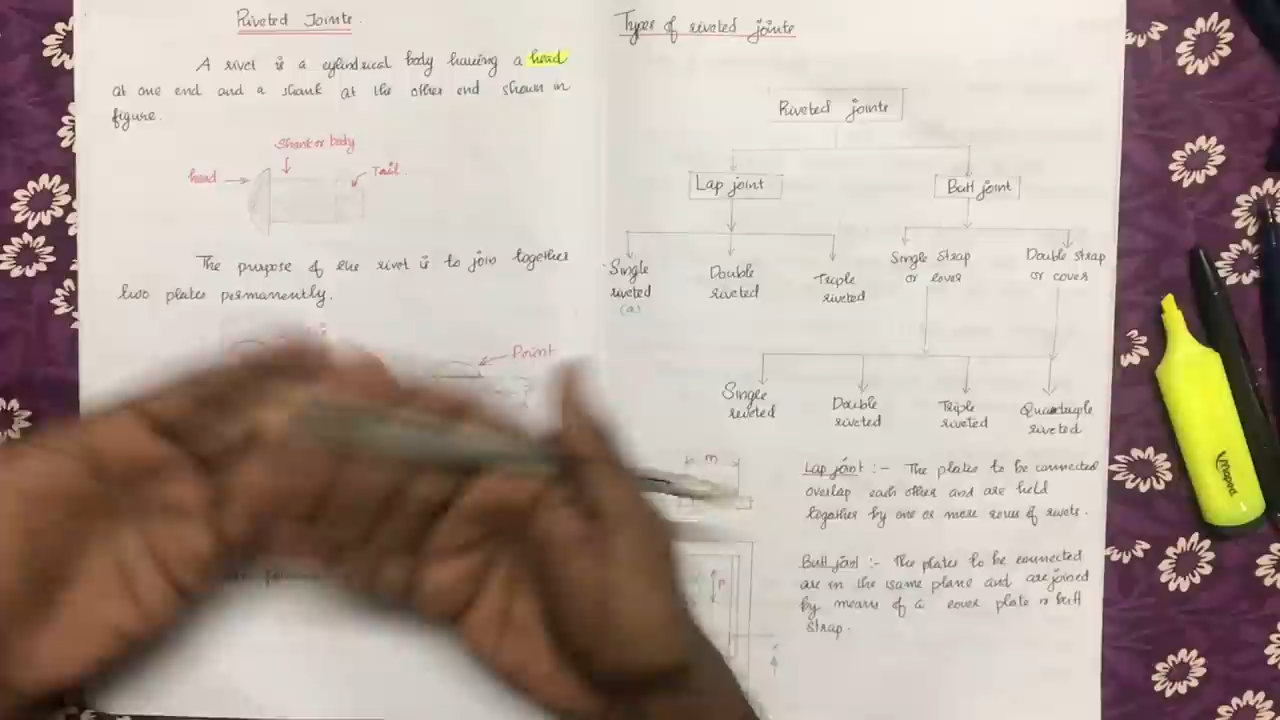 Riveted Joints.
A rivet is a cylindrical body having a head
at one end and a shank at the other end shown in
figure.
Shank or body
head
Tail.
The purpose of the rivet is to join together
two plates permanently.
Point
Types of riveted joints
Riveted joints
Lap joint
Butt joint
Single riveted (a)
Double riveted
Triple riveted
Single strap or cover
Double strap or cover
Single riveted
Double riveted
Triple riveted
Quadruple riveted
m
Lap joint :- The plates to be connected
overlap each other and are held
together by one or more rows of rivets.
P
Butt joint :- The plates to be connected
are in the same plane and are joined
by means of a cover plate or butt
strap.
Maped